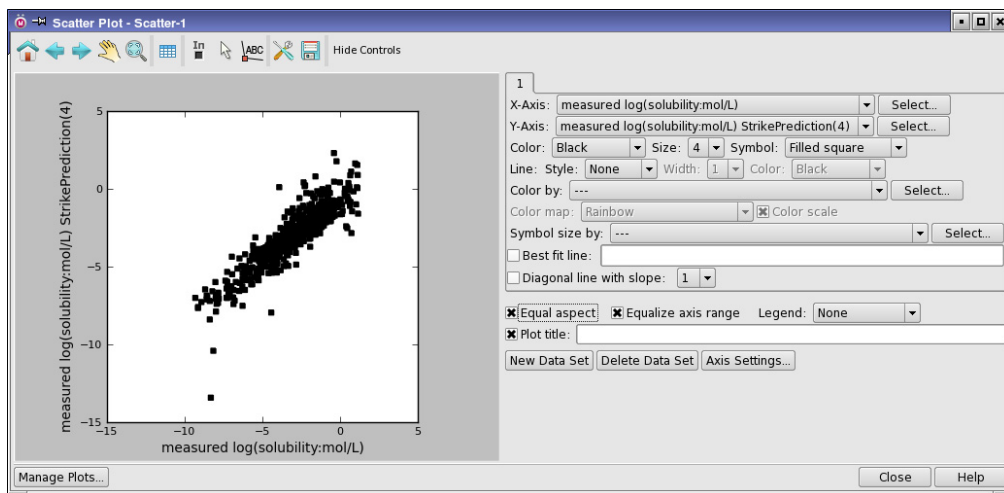 Scatter Plot - Scatter-1
In
ABC
Hide Controls
measured log(solubility:mol/L) StrikePrediction(4)
5
0
−5
−10
−15
−15 −10 −5 0 5
measured log(solubility:mol/L)
1
X-Axis: measured log(solubility:mol/L) Select...
Y-Axis: measured log(solubility:mol/L) StrikePrediction(4) Select...
Color: Black Size: 4 Symbol: Filled square
Line: Style: None Width: 1 Color: Black
Color by: --- Select...
Color map: Rainbow Color scale
Symbol size by: --- Select...
Best fit line:
Diagonal line with slope: 1
Equal aspect Equalize axis range Legend: None
Plot title:
New Data Set Delete Data Set Axis Settings...
Manage Plots... Close Help